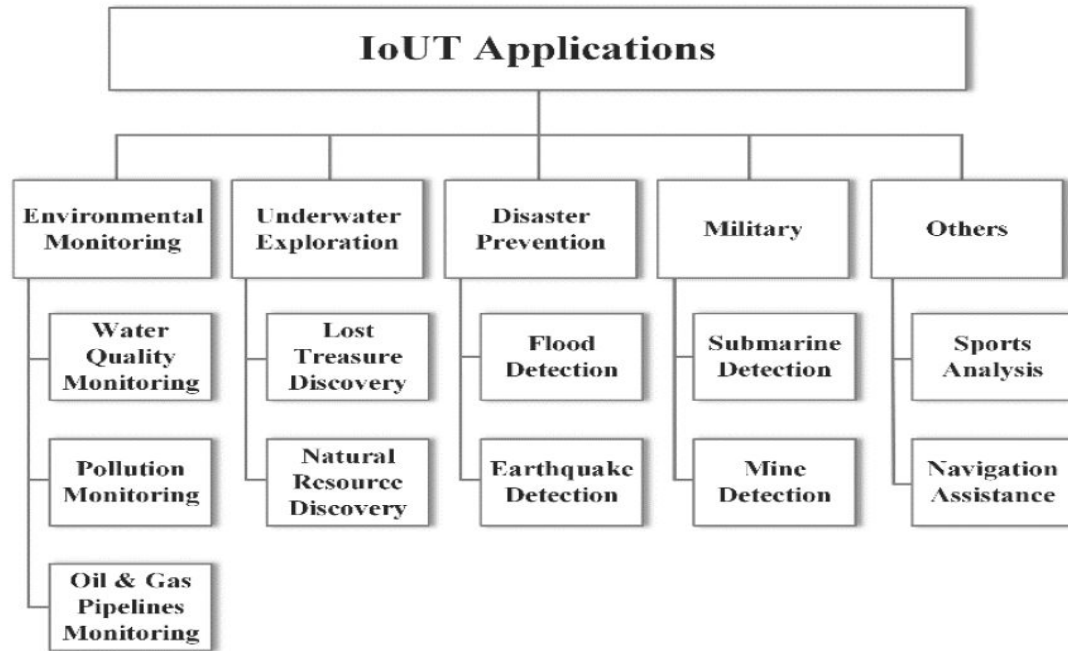 IoUT Applications
Environmental
Monitoring
Underwater
Exploration
Disaster
Prevention
Military
Others
Water
Quality
Monitoring
Lost
Treasure
Discovery
Flood
Detection
Submarine
Detection
Sports
Analysis
Pollution
Monitoring
Natural
Resource
Discovery
Earthquake
Detection
Mine
Detection
Navigation
Assistance
Oil & Gas
Pipelines
Monitoring